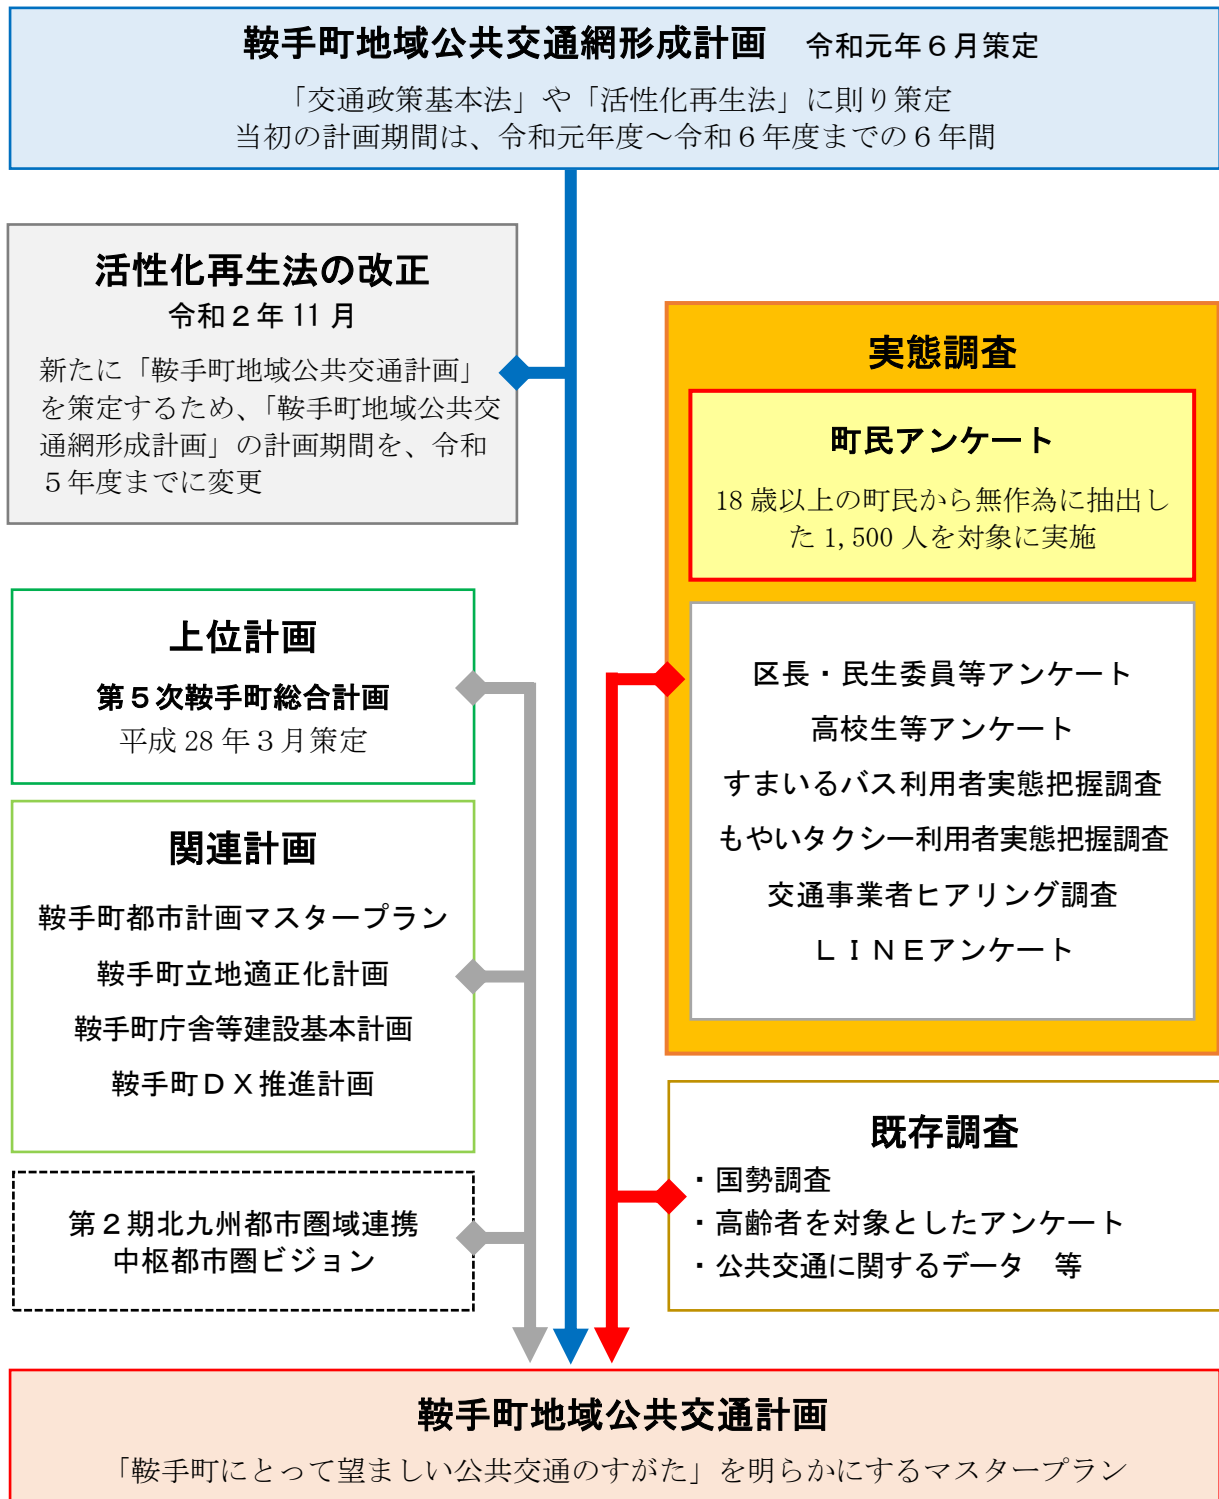 鞍手町地域公共交通網形成計画　令和元年６月策定
「交通政策基本法」や「活性化再生法」に則り策定
当初の計画期間は、令和元年度～令和６年度までの６年間
活性化再生法の改正
令和２年 11 月
新たに「鞍手町地域公共交通計画」
を策定するため、「鞍手町地域公共交
通網形成計画」の計画期間を、令和
５年度までに変更
上位計画
第５次鞍手町総合計画
平成 28 年３月策定
関連計画
鞍手町都市計画マスタープラン
鞍手町立地適正化計画
鞍手町庁舎等建設基本計画
鞍手町ＤＸ推進計画
第２期北九州都市圏域連携
中枢都市圏ビジョン
実態調査
町民アンケート
18 歳以上の町民から無作為に抽出し
た 1,500 人を対象に実施
区長・民生委員等アンケート
高校生等アンケート
すまいるバス利用者実態把握調査
もやいタクシー利用者実態把握調査
交通事業者ヒアリング調査
ＬＩＮＥアンケート
既存調査
・国勢調査
・高齢者を対象としたアンケート
・公共交通に関するデータ　等
鞍手町地域公共交通計画
「鞍手町にとって望ましい公共交通のすがた」を明らかにするマスタープラン